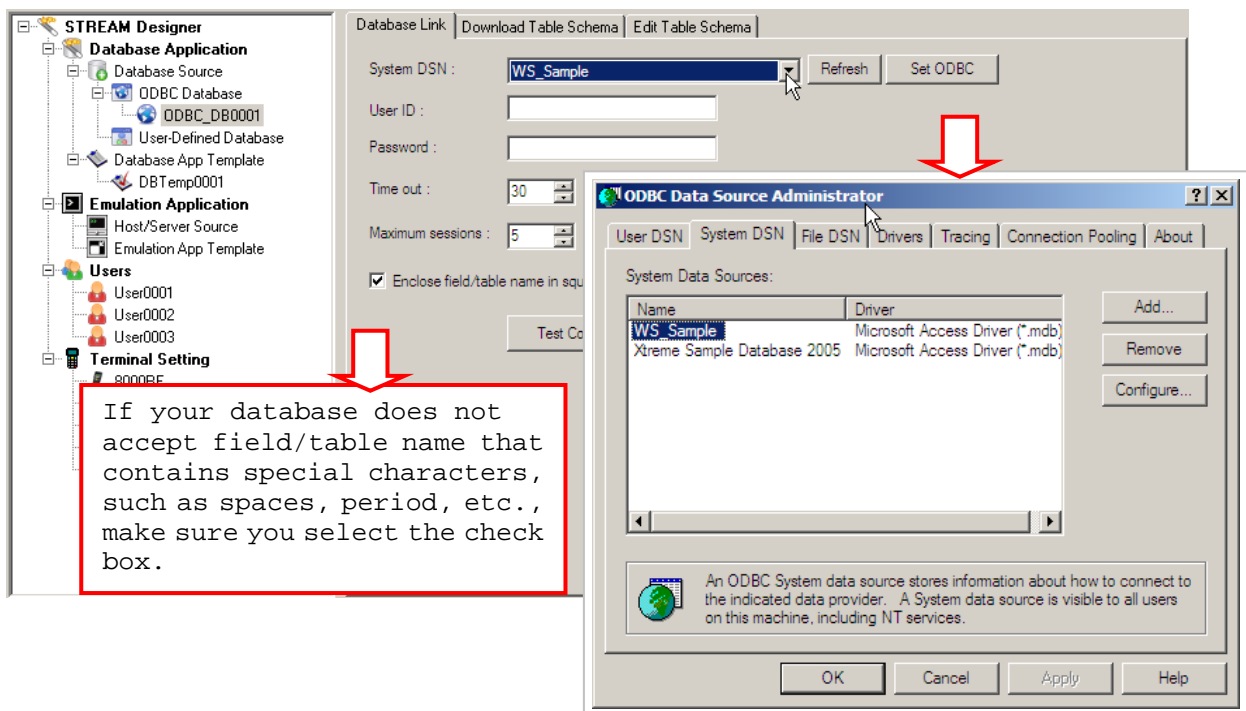 STREAM Designer
Database Application
Database Source
ODBC Database
ODBC_DB0001
User-Defined Database
Database App Template
DBTemp0001
Emulation Application
Host/Server Source
Emulation App Template
Users
User0001
User0002
User0003
Terminal Setting
Database Link
Download Table Schema
Edit Table Schema
System DSN :
WS_Sample
Refresh
Set ODBC
User ID :
Password :
Time out :
30
Maximum sessions :
5
Enclose field/table name in squ
Test Co
If your database does not
accept field/table name that
contains special characters,
such as spaces, period, etc.,
make sure you select the check
box.
ODBC Data Source Administrator
User DSN
System DSN
File DSN
Drivers
Tracing
Connection Pooling
About
System Data Sources:
Name Driver
WS_Sample Microsoft Access Driver (*.mdb)
Xtreme Sample Database 2005 Microsoft Access Driver (*.mdb)
Add...
Remove
Configure...
An ODBC System data source stores information about how to connect to
the indicated data provider. A System data source is visible to all users
on this machine, including NT services.
OK
Cancel
Apply
Help